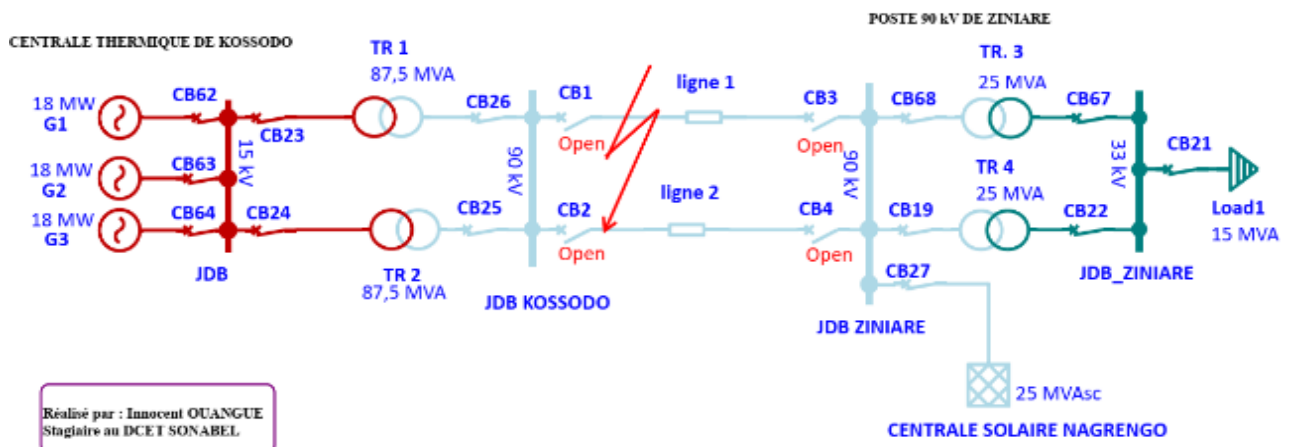 POSTE 90 kV DE ZINIARE
CENTRALE THERMIQUE DE KOSSODO
TR 1
87,5 MVA
TR. 3
25 MVA
18 MW
G1
CB62
CB23
CB26
CB1
Open
ligne 1
CB3
Open
CB68
CB67
15 kV
90 kV
90 kV
33 kV
CB21
18 MW
G2
CB63
18 MW
G3
CB64
CB24
CB25
CB2
Open
ligne 2
CB4
Open
CB19
TR 4
25 MVA
CB22
Load1
15 MVA
JDB
TR 2
87,5 MVA
JDB KOSSODO
CB27
JDB ZINIARE
JDB_ZINIARE
25 MVAsc
CENTRALE SOLAIRE NAGRENGO
Réalisé par : Innocent OUANGUE
Stagiaire au DCET SONABEL